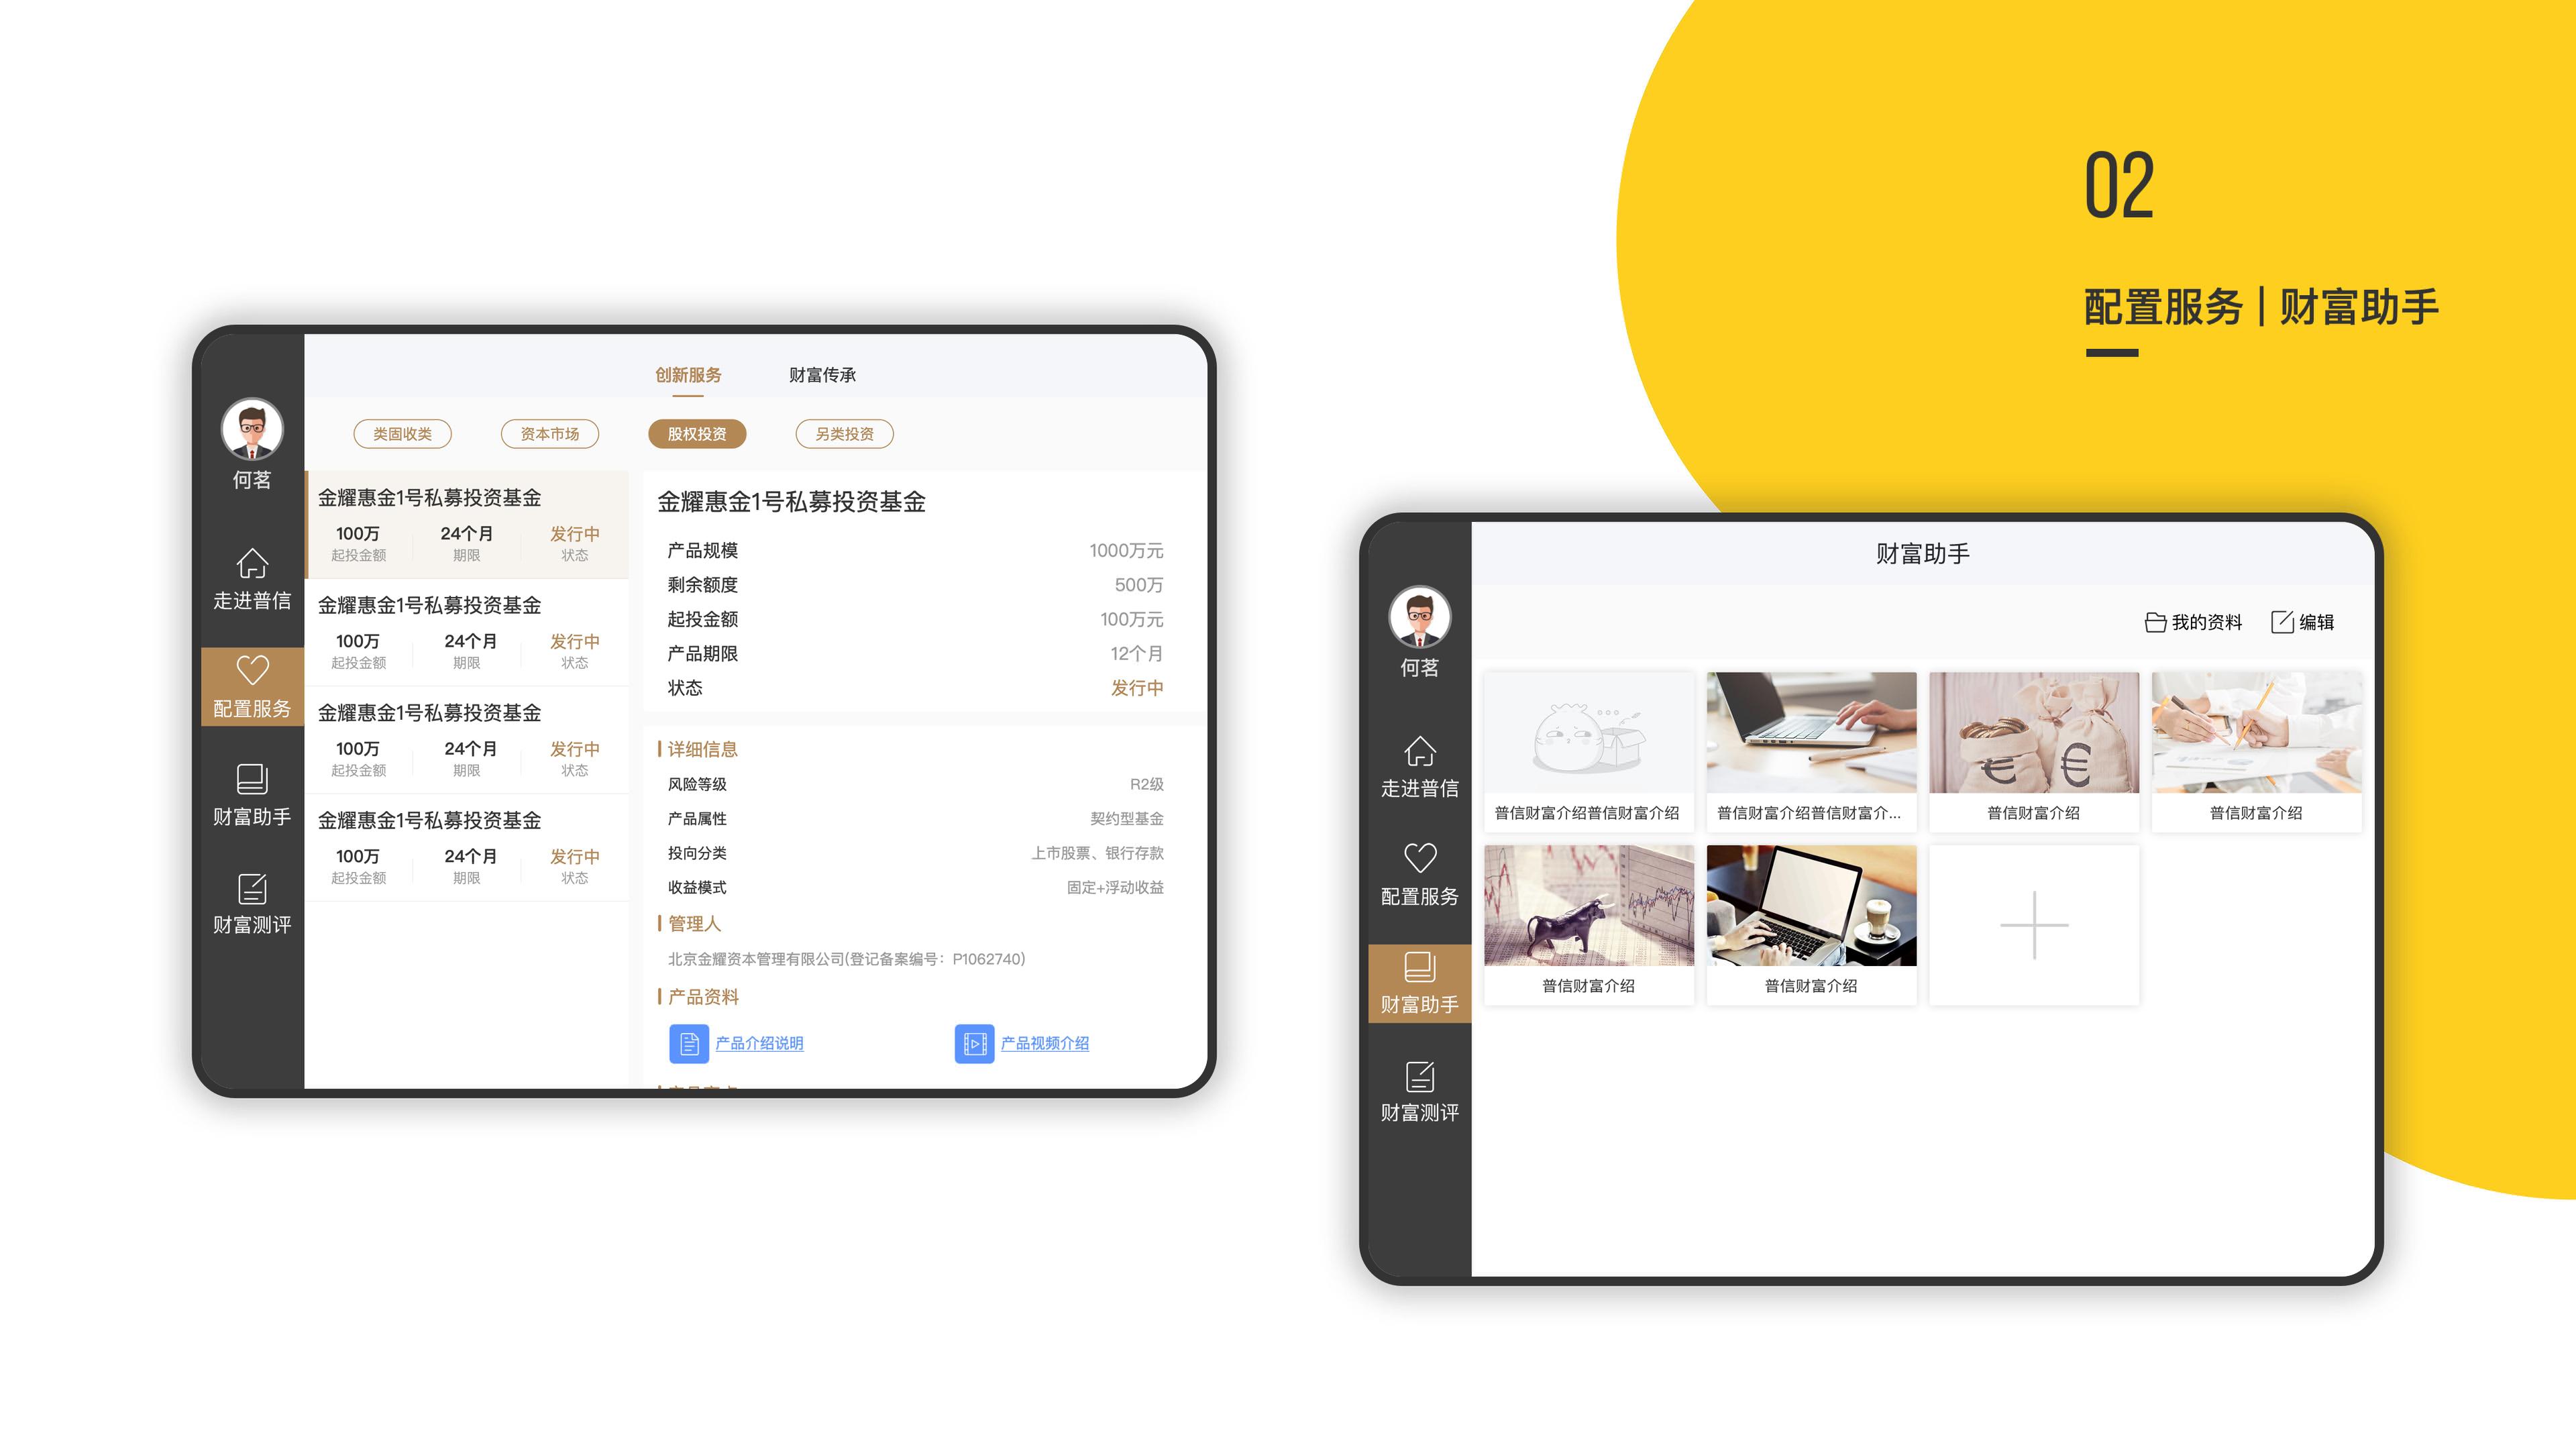 02
配置服务 | 财富助手
何茗
走进普信
配置服务
财富助手
财富测评
创新服务 财富传承
类固收类 资本市场 股权投资 另类投资
金耀惠金1号私募投资基金
100万 24个月 发行中
起投金额 期限 状态
金耀惠金1号私募投资基金
100万 24个月 发行中
起投金额 期限 状态
金耀惠金1号私募投资基金
100万 24个月 发行中
起投金额 期限 状态
金耀惠金1号私募投资基金
100万 24个月 发行中
起投金额 期限 状态
金耀惠金1号私募投资基金
产品规模 1000万元
剩余额度 500万
起投金额 100万元
产品期限 12个月
状态 发行中
详细信息
风险等级 R2级
产品属性 契约型基金
投向分类 上市股票、银行存款
收益模式 固定+浮动收益
管理人
北京金耀资本管理有限公司(登记备案编号：P1062740)
产品资料
产品介绍说明 产品视频介绍
何茗
走进普信
配置服务
财富助手
财富测评
财富助手
我的资料 编辑
普信财富介绍普信财富介绍 普信财富介绍普信财富介... 普信财富介绍 普信财富介绍
普信财富介绍 普信财富介绍